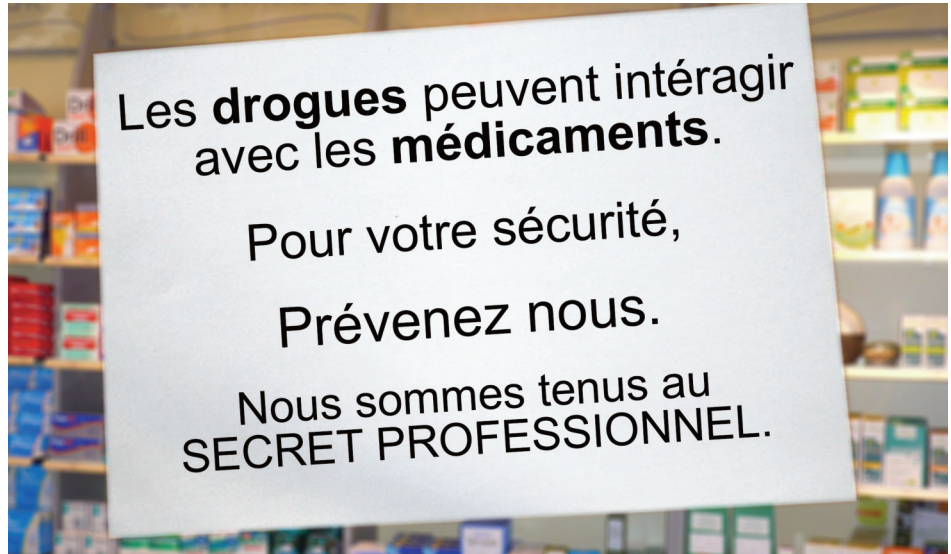 Les drogues peuvent intéragir
avec les médicaments.
Pour votre sécurité,
Prévenez nous.
Nous sommes tenus au
SECRET PROFESSIONNEL.